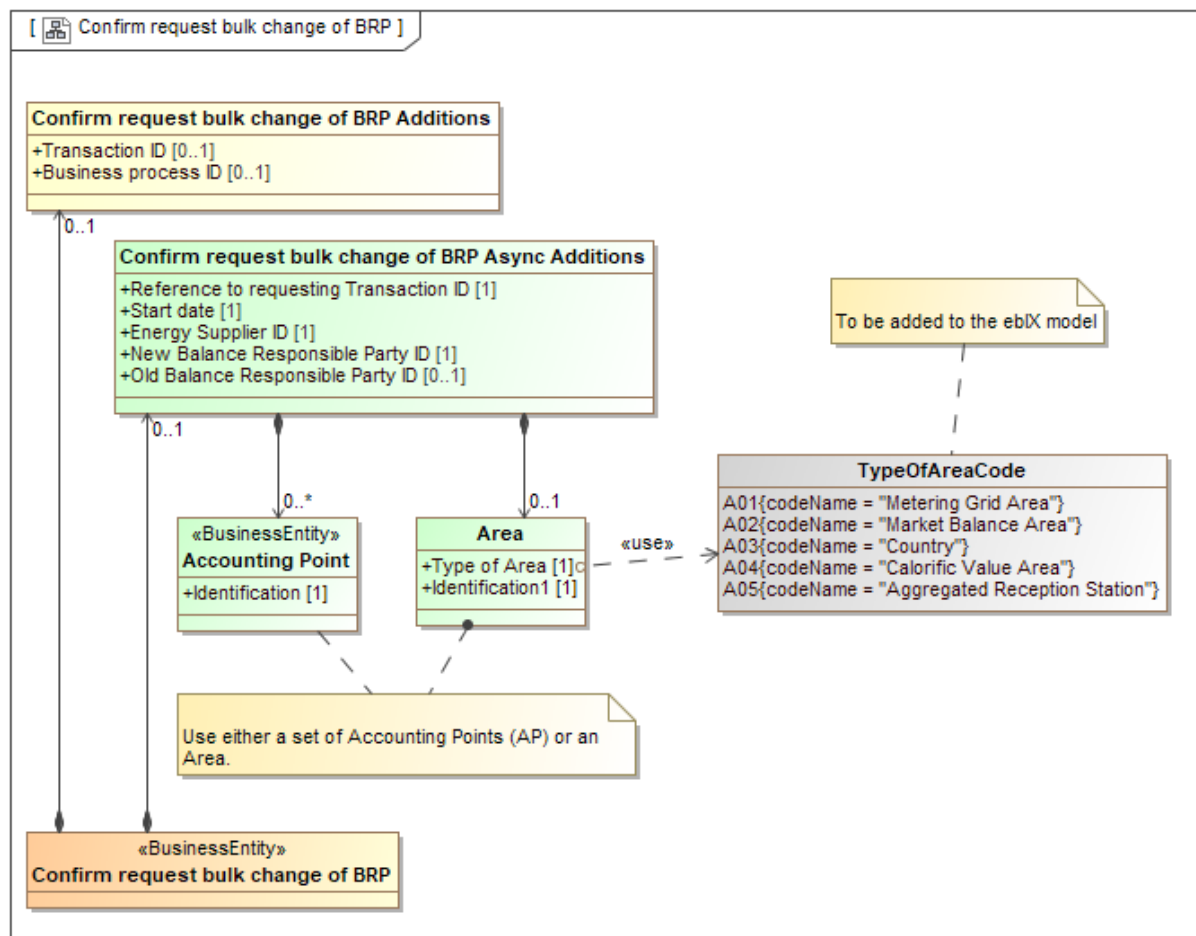 [ Confirm request bulk change of BRP ]
Confirm request bulk change of BRP Additions
+Transaction ID [0..1]
+Business process ID [0..1]
0..1
Confirm request bulk change of BRP Async Additions
+Reference to requesting Transaction ID [1]
+Start date [1]
+Energy Supplier ID [1]
+New Balance Responsible Party ID [1]
+Old Balance Responsible Party ID [0..1]
0..1
To be added to the ebIX model
0..*
0..1
TypeOfAreaCode
A01{codeName = "Metering Grid Area"}
A02{codeName = "Market Balance Area"}
A03{codeName = "Country"}
A04{codeName = "Calorific Value Area"}
A05{codeName = "Aggregated Reception Station"}
«BusinessEntity»
Accounting Point
+Identification [1]
Area
+Type of Area [1]
+Identification1 [1]
«use»
Use either a set of Accounting Points (AP) or an
Area.
«BusinessEntity»
Confirm request bulk change of BRP